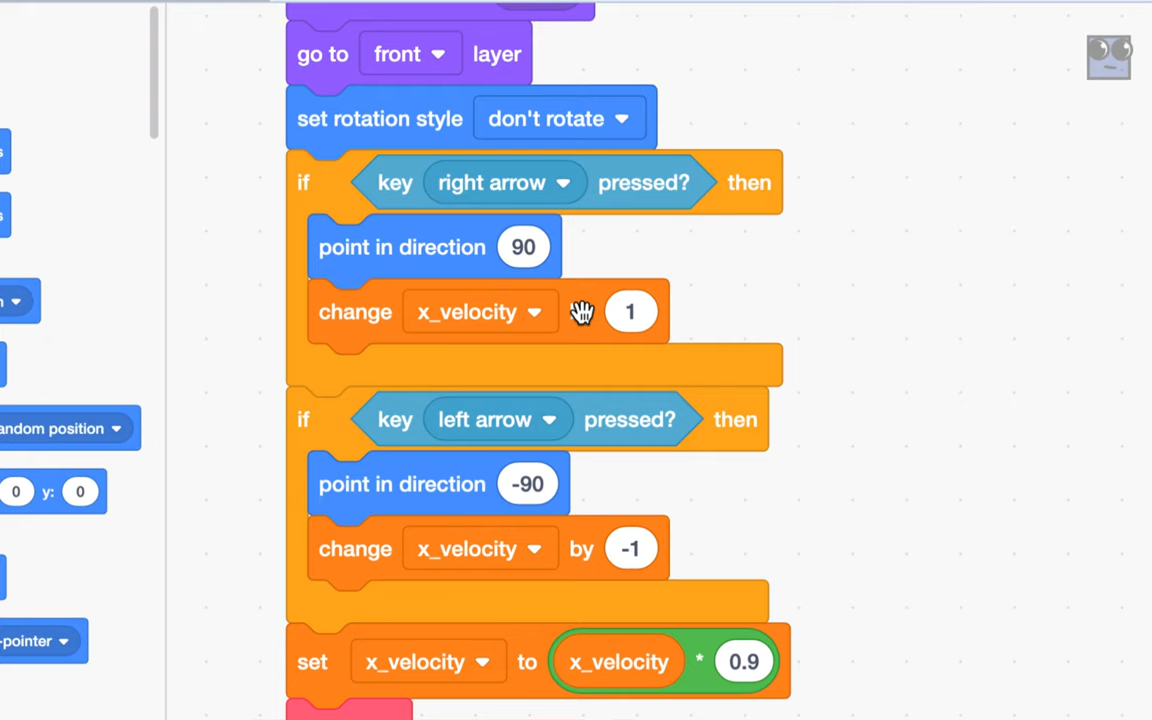 go to front layer
set rotation style don't rotate
if key right arrow pressed? then
point in direction 90
change x_velocity 1
if key left arrow pressed? then
andom position
point in direction -90
0 y: 0
change x_velocity by -1
-pointer
set x_velocity to x_velocity * 0.9